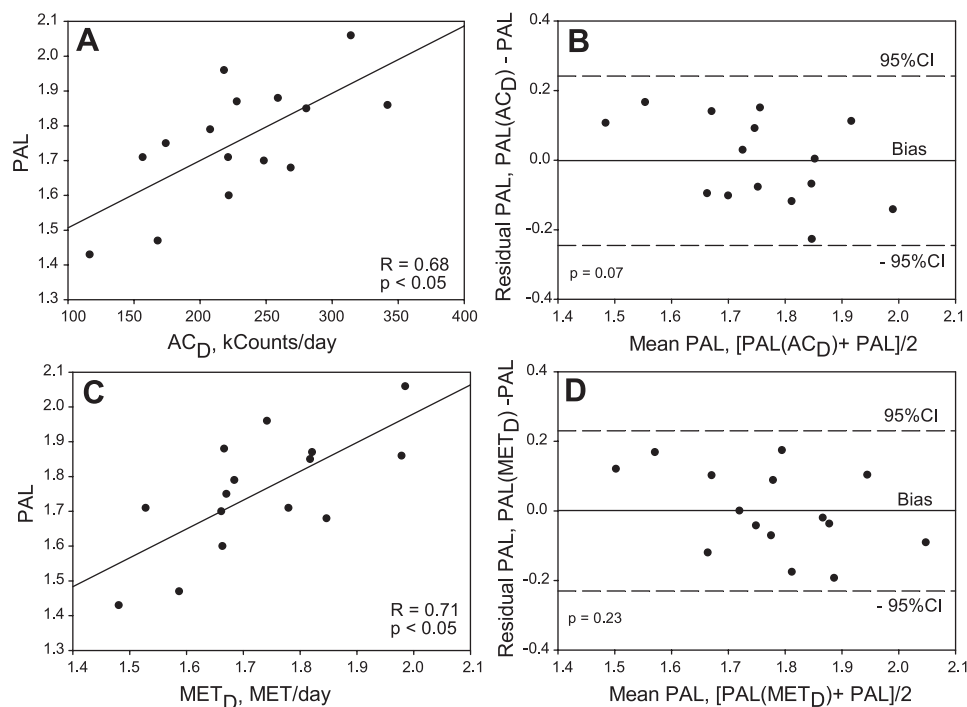 A
PAL
2.1
2.0
1.9
1.8
1.7
1.6
1.5
1.4
1.3
R = 0.68
p < 0.05
100 150 200 250 300 350 400
AC_D, kCounts/day
B
Residual PAL, PAL(AC_D) - PAL
0.4
0.2
0.0
-0.2
-0.4
95%CI
Bias
- 95%CI
p = 0.07
1.4 1.5 1.6 1.7 1.8 1.9 2.0 2.1
Mean PAL, [PAL(AC_D)+ PAL]/2
C
PAL
2.1
2.0
1.9
1.8
1.7
1.6
1.5
1.4
1.3
R = 0.71
p < 0.05
1.4 1.5 1.6 1.7 1.8 1.9 2.0 2.1
MET_D, MET/day
D
Residual PAL, PAL(MET_D) -PAL
0.4
0.2
0.0
-0.2
-0.4
95%CI
Bias
- 95%CI
p = 0.23
1.4 1.5 1.6 1.7 1.8 1.9 2.0 2.1
Mean PAL, [PAL(MET_D)+ PAL]/2